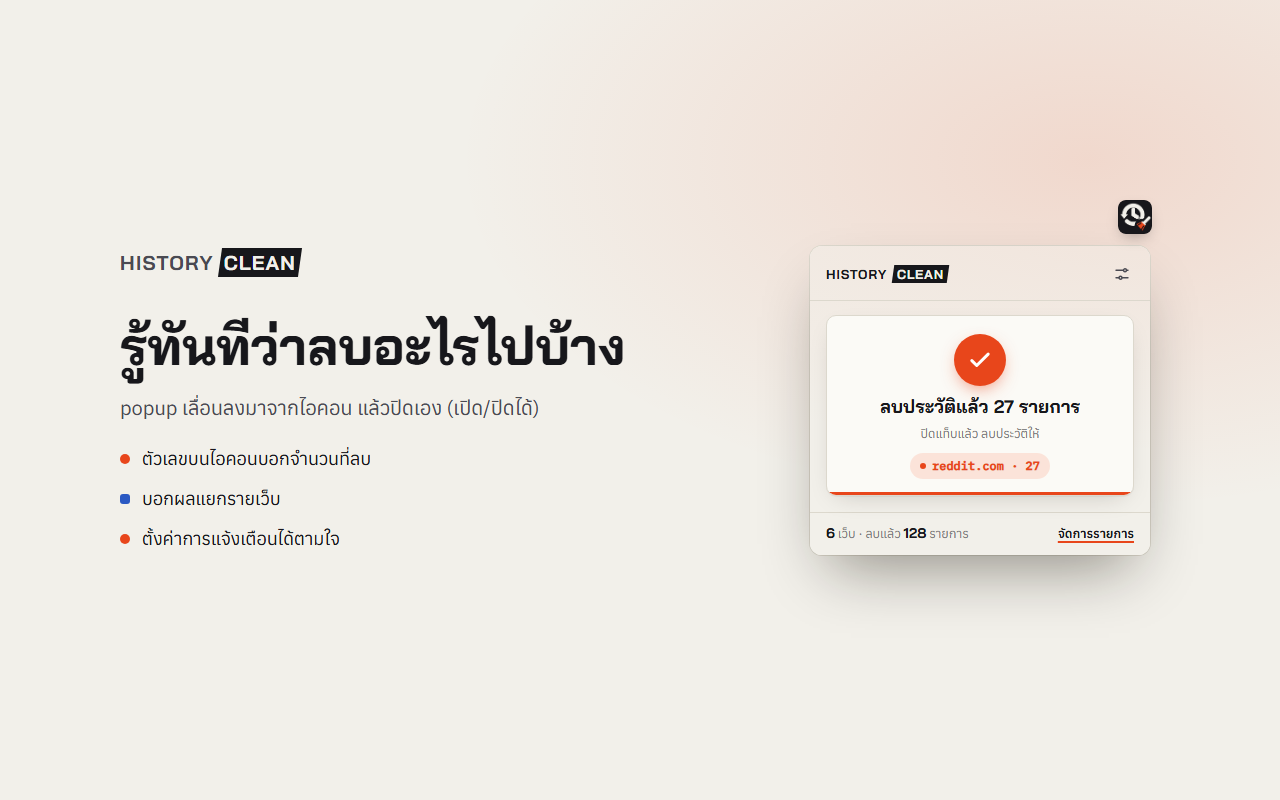 HISTORY CLEAN
รู้ทันทีว่าลบอะไรไปบ้าง
popup เลื่อนลงมาจากไอคอน แล้วปิดเอง (เปิด/ปิดได้)
ตัวเลขบนไอคอนบอกจำนวนที่ลบ
บอกผลแยกรายเว็บ
ตั้งค่าการแจ้งเตือนได้ตามใจ
HISTORY CLEAN
ลบประวัติแล้ว 27 รายการ
ปิดแท็บแล้ว ลบประวัติให้
reddit.com · 27
6 เว็บ · ลบแล้ว 128 รายการ
จัดการรายการ